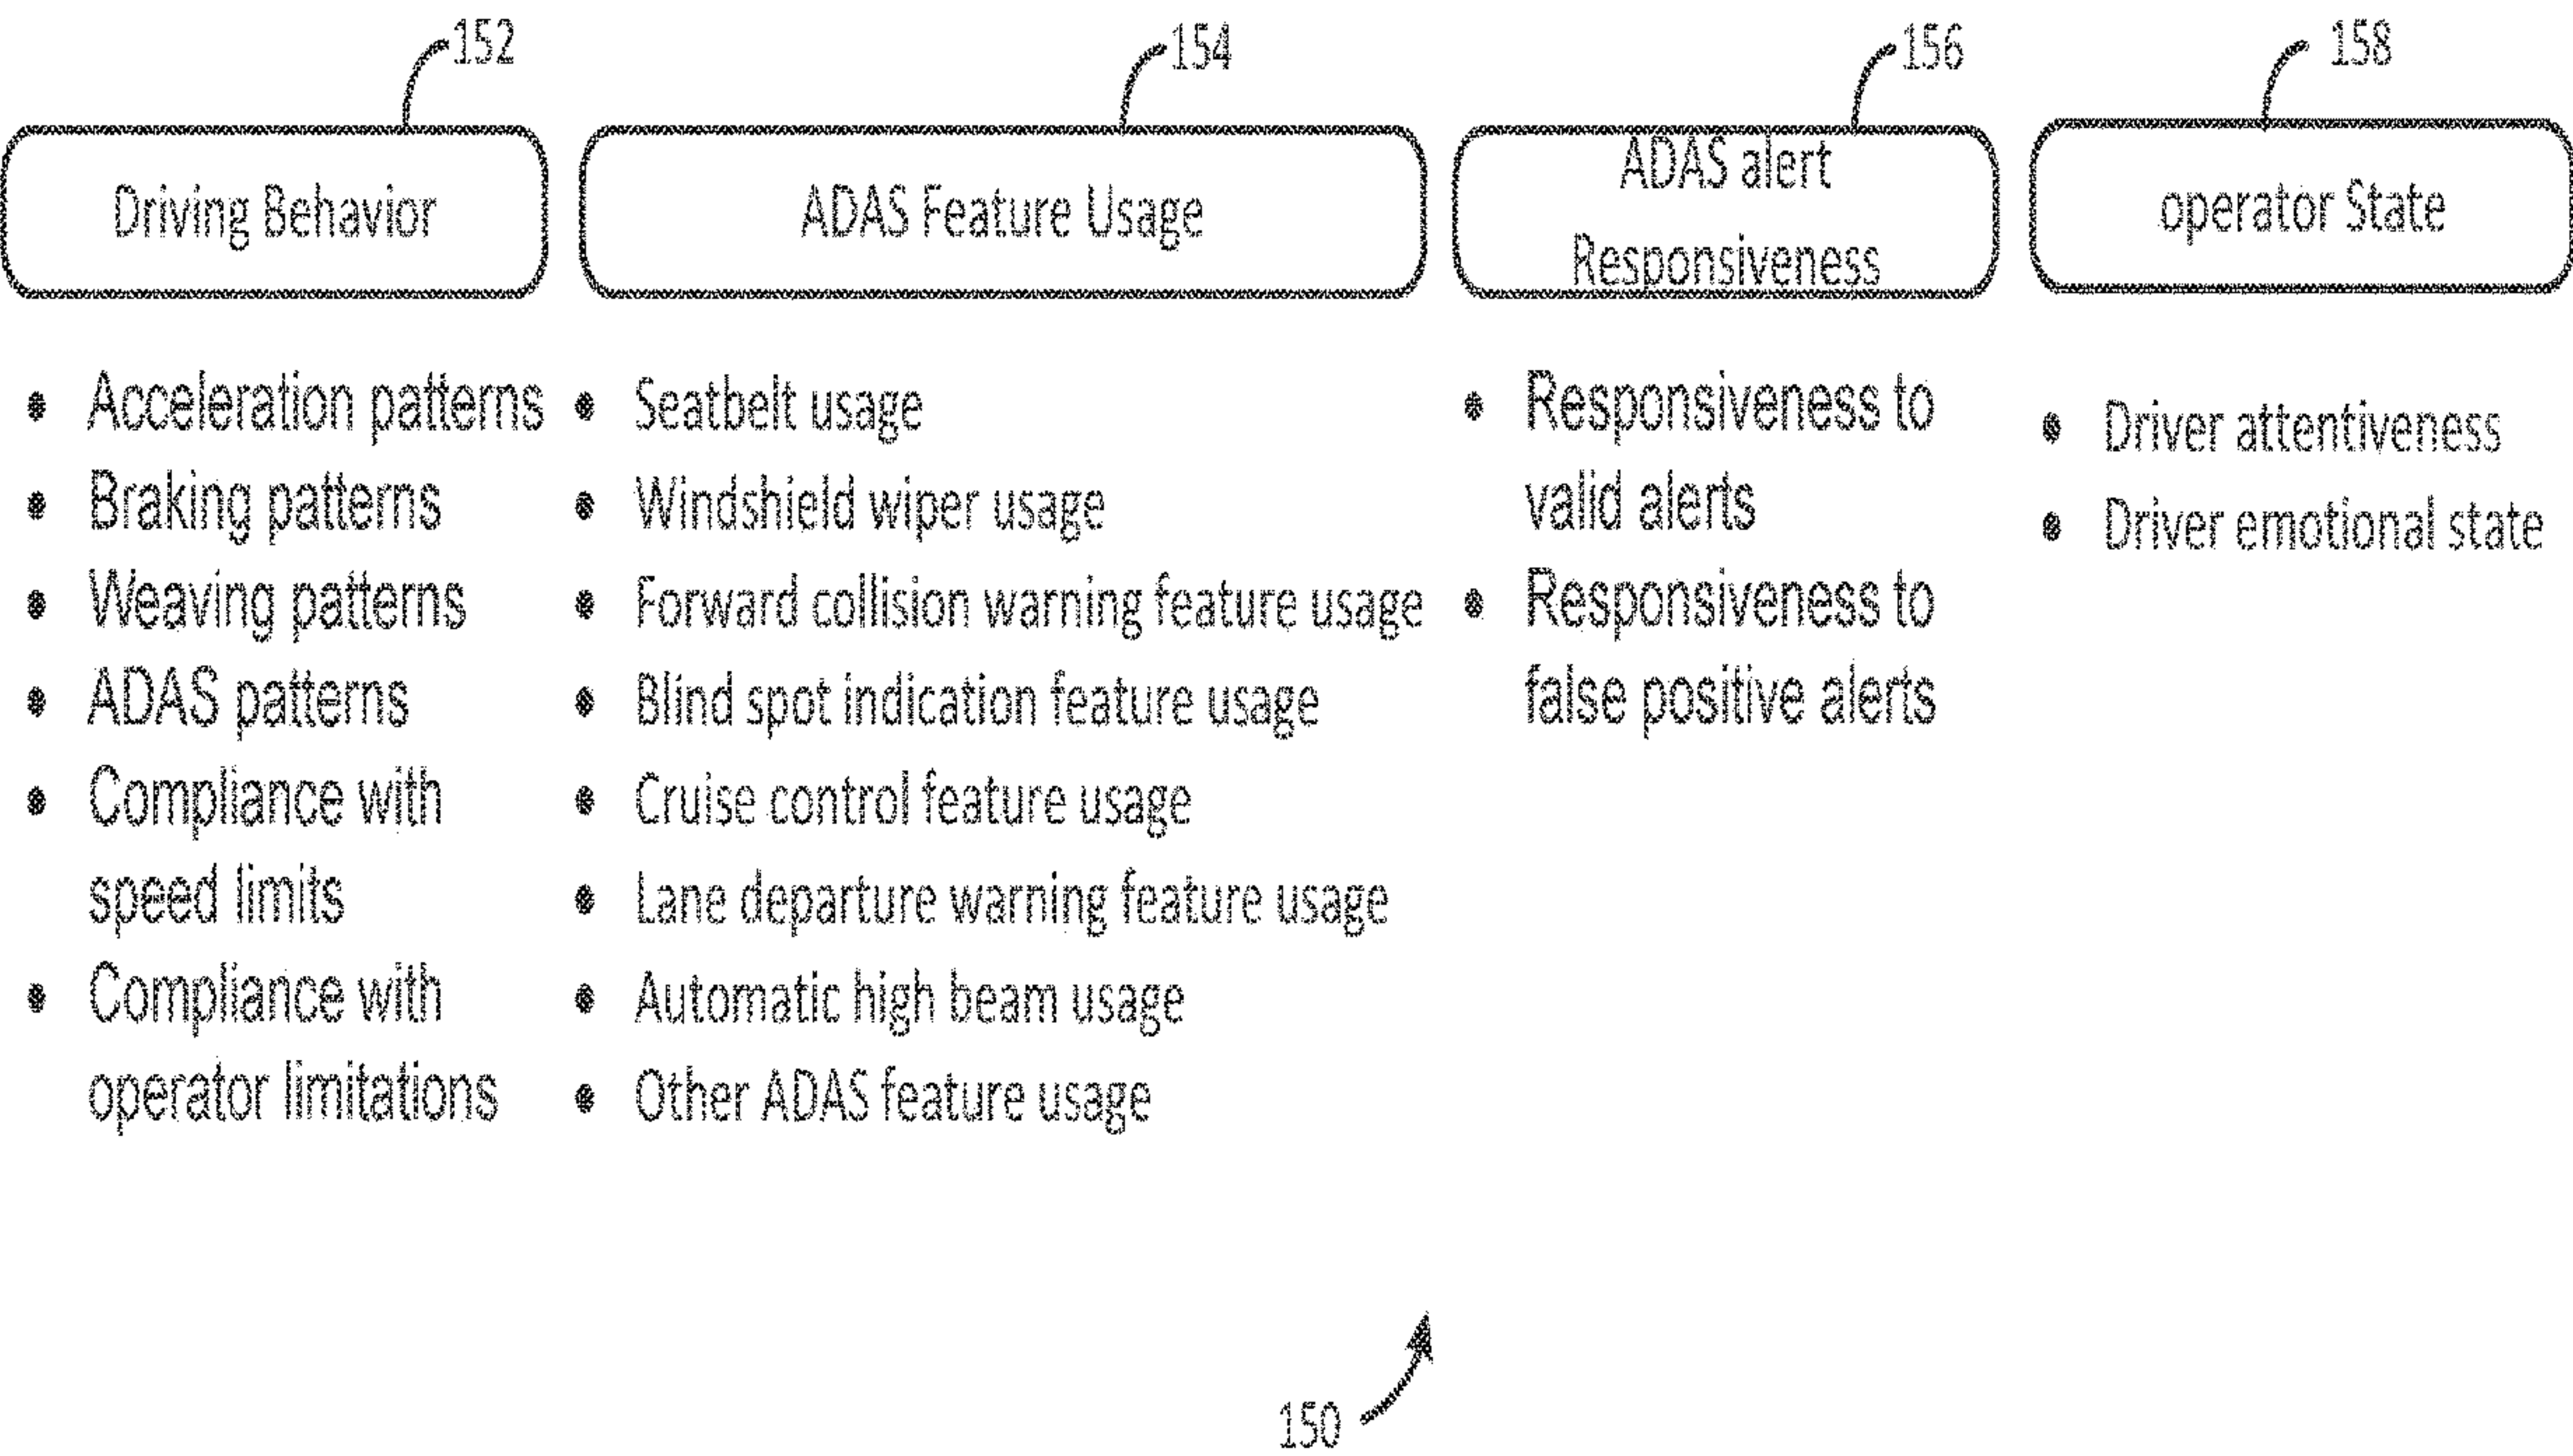 152
154
156
158
Driving Behavior
ADAS Feature Usage
ADAS alert
Responsiveness
operator State
• Acceleration patterns
• Braking patterns
• Weaving patterns
• ADAS patterns
• Compliance with
speed limits
• Compliance with
operator limitations
• Seatbelt usage
• Windshield wiper usage
• Forward collision warning feature usage
• Blind spot indication feature usage
• Cruise control feature usage
• Lane departure warning feature usage
• Automatic high beam usage
• Other ADAS feature usage
• Responsiveness to
valid alerts
• Responsiveness to
false positive alerts
• Driver attentiveness
• Driver emotional state
150